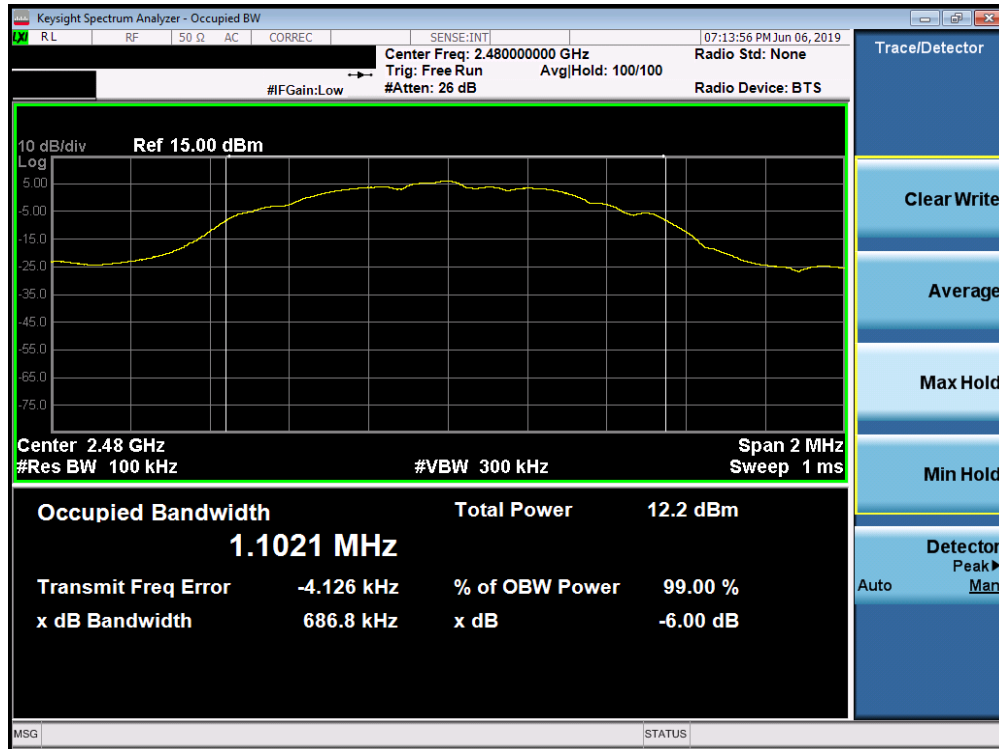 Keysight Spectrum Analyzer - Occupied BW
LXI RL RF 50 Ω AC CORREC SENSE:INT 07:13:56 PM Jun 06, 2019
Center Freq: 2.480000000 GHz Radio Std: None
Trig: Free Run Avg|Hold: 100/100
#IFGain:Low #Atten: 26 dB Radio Device: BTS
10 dB/div Ref 15.00 dBm
Log
5.00
-5.00
-15.0
-25.0
-35.0
-45.0
-55.0
-65.0
-75.0
Center 2.48 GHz Span 2 MHz
#Res BW 100 kHz #VBW 300 kHz Sweep 1 ms
Occupied Bandwidth Total Power 12.2 dBm
1.1021 MHz
Transmit Freq Error -4.126 kHz % of OBW Power 99.00 %
x dB Bandwidth 686.8 kHz x dB -6.00 dB
MSG STATUS
Trace/Detector
Clear Write
Average
Max Hold
Min Hold
Detector
Peak▶
Auto Man